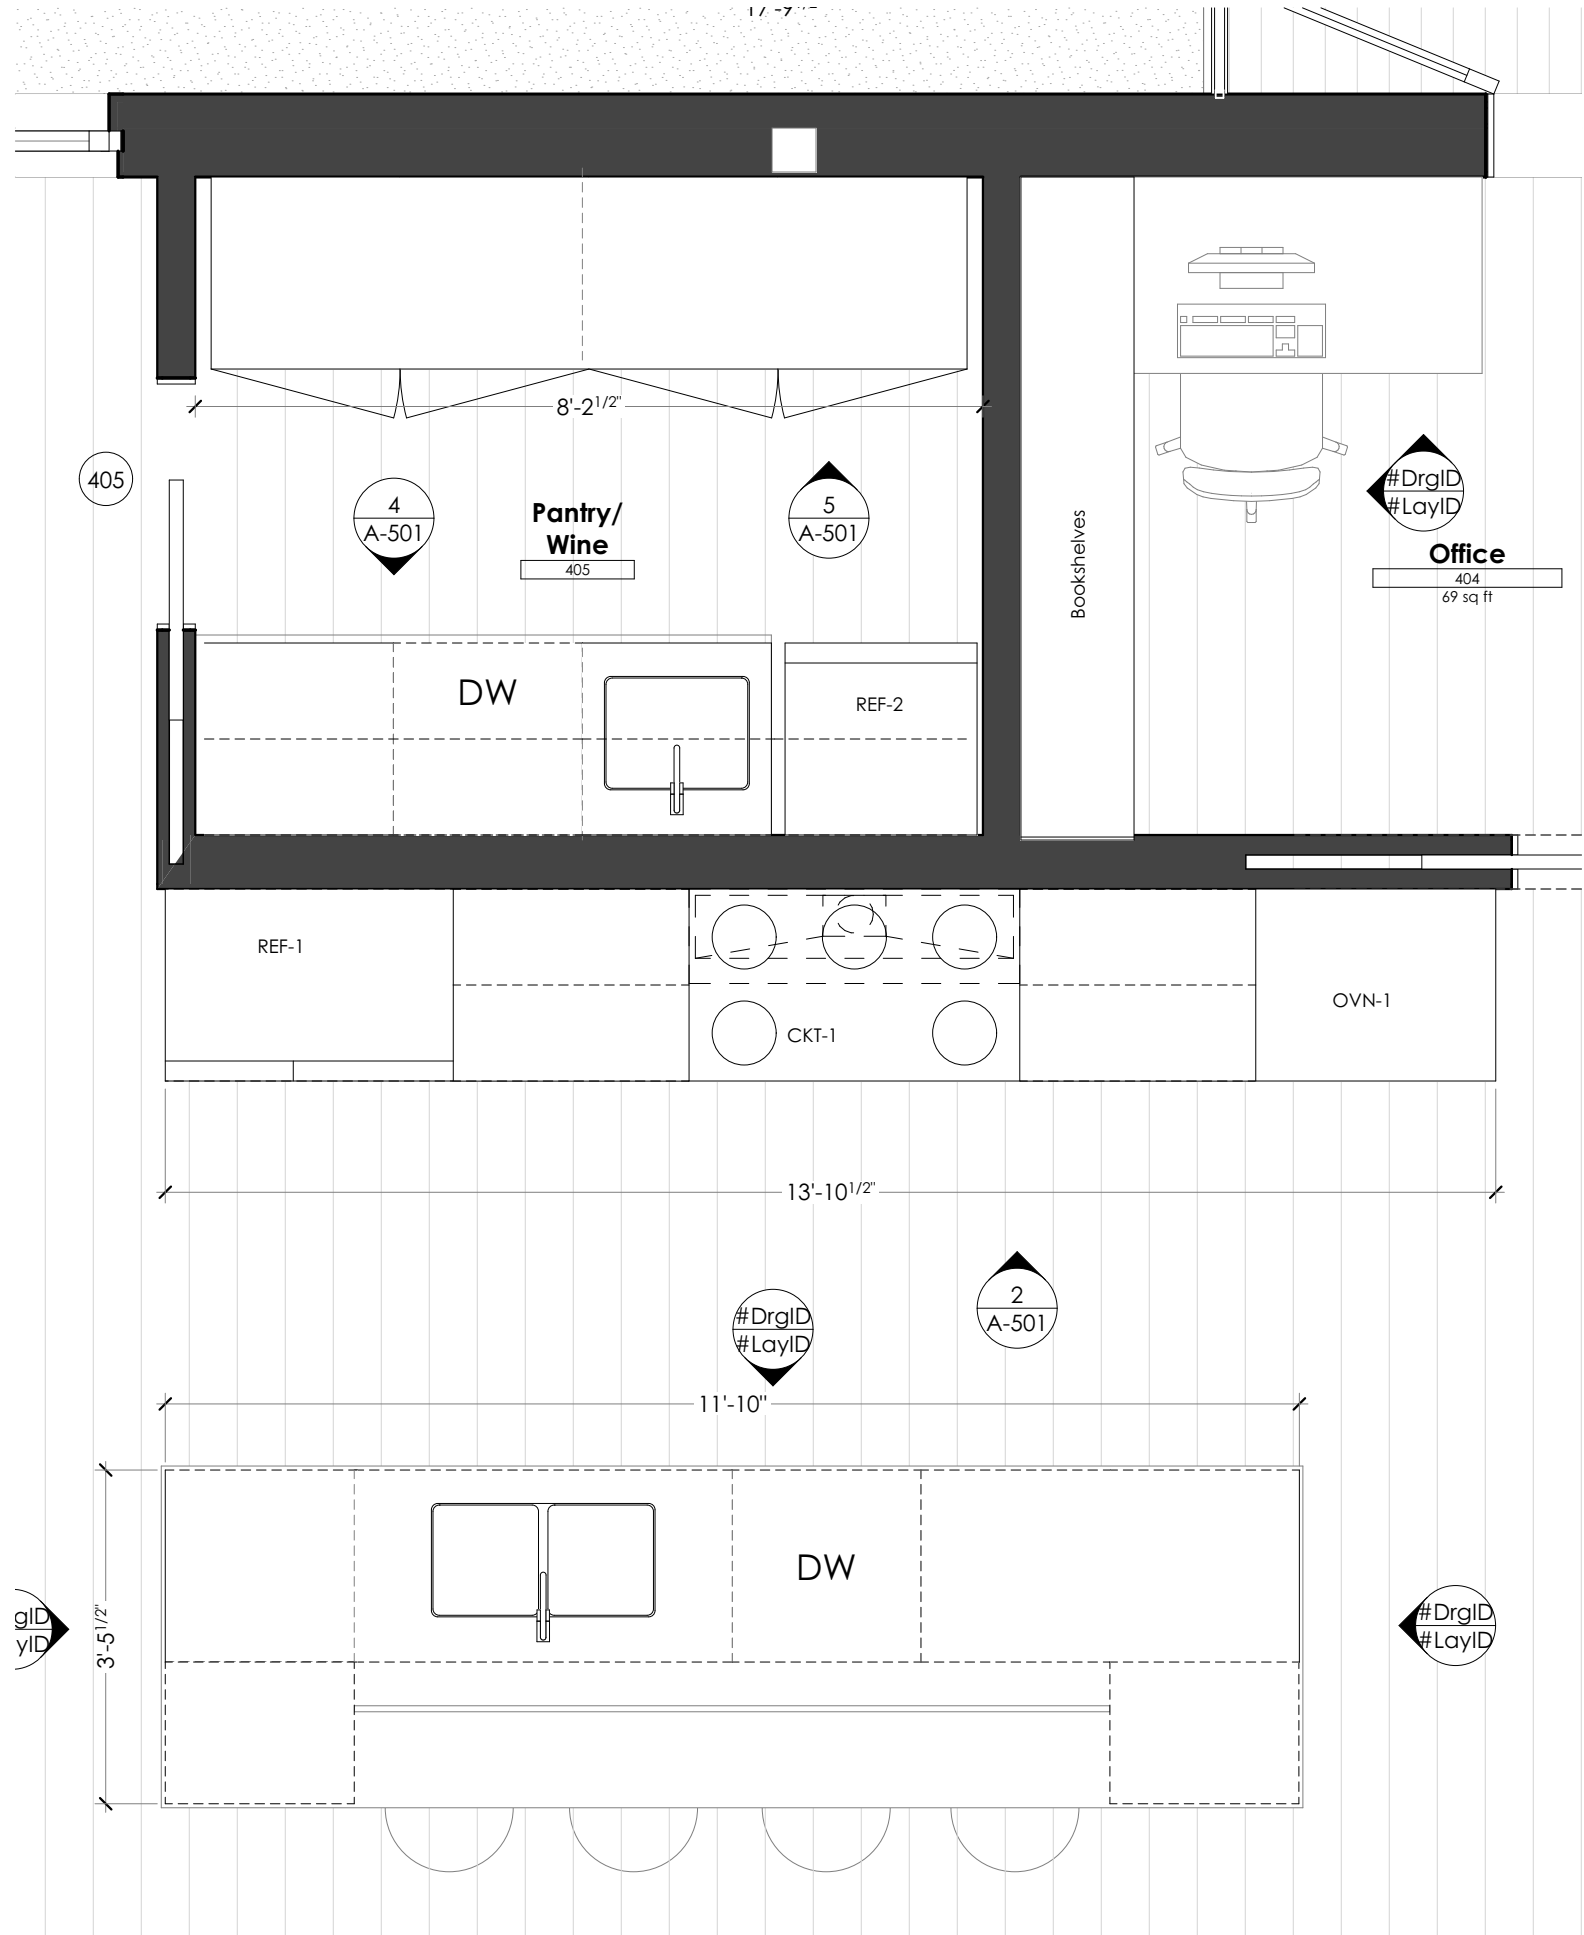 8'-2 1/2"
405
4
A-501
Pantry/
Wine
405
5
A-501
#DrgID
#LayID
Office
404
69 sq ft
Bookshelves
DW
REF-2
REF-1
CKT-1
OVN-1
13'-10 1/2"
2
A-501
#DrgID
#LayID
11'-10"
DW
3'-5 1/2"
gID
yID
#DrgID
#LayID